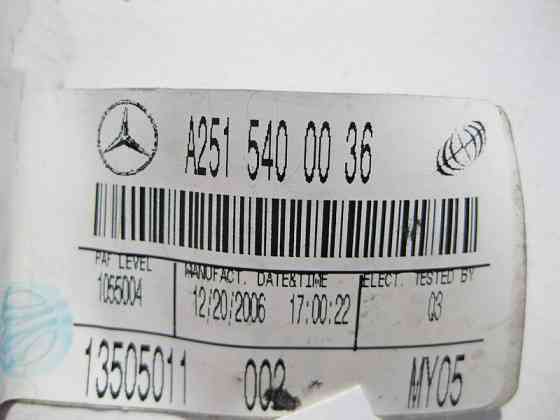 A251 540 00 36
PAF LEVEL MANUFACT. DATE&TIME ELECT. TESTED BY
1055004 12/20/2006 17:00:22 Q3
13505011 002 MY05